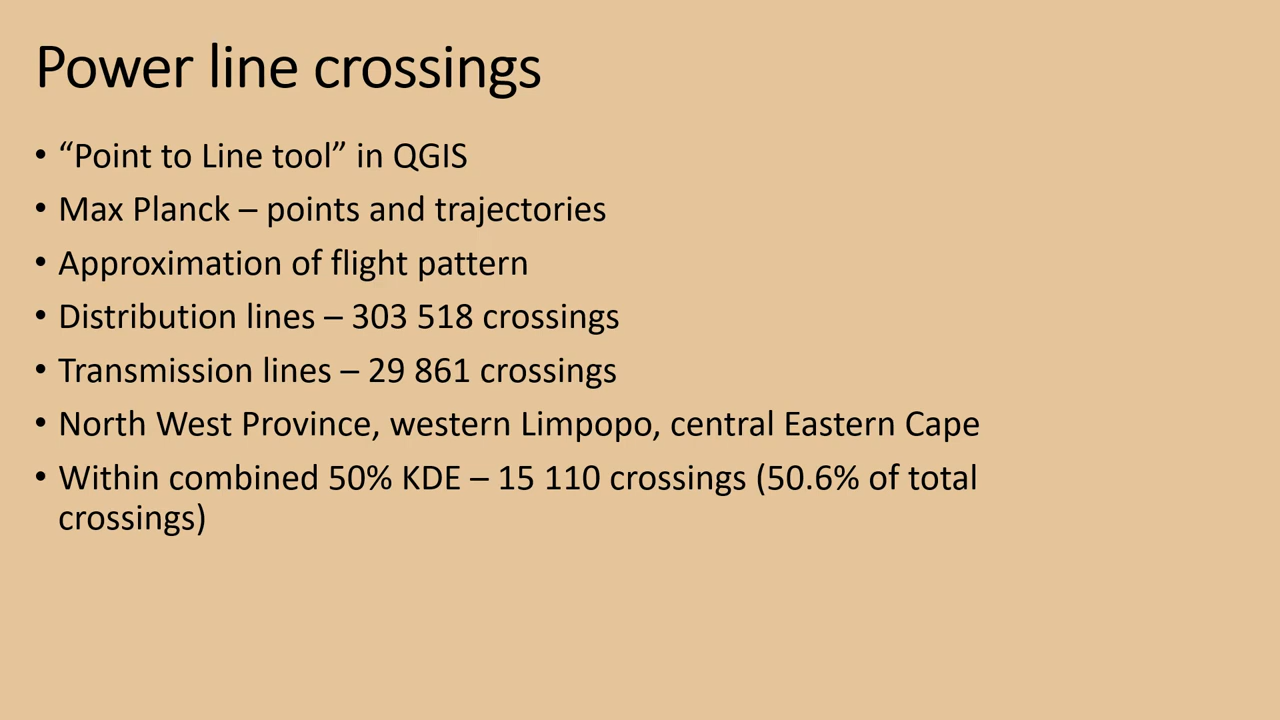 Power line crossings
• “Point to Line tool” in QGIS
• Max Planck – points and trajectories
• Approximation of flight pattern
• Distribution lines – 303 518 crossings
• Transmission lines – 29 861 crossings
• North West Province, western Limpopo, central Eastern Cape
• Within combined 50% KDE – 15 110 crossings (50.6% of total
crossings)